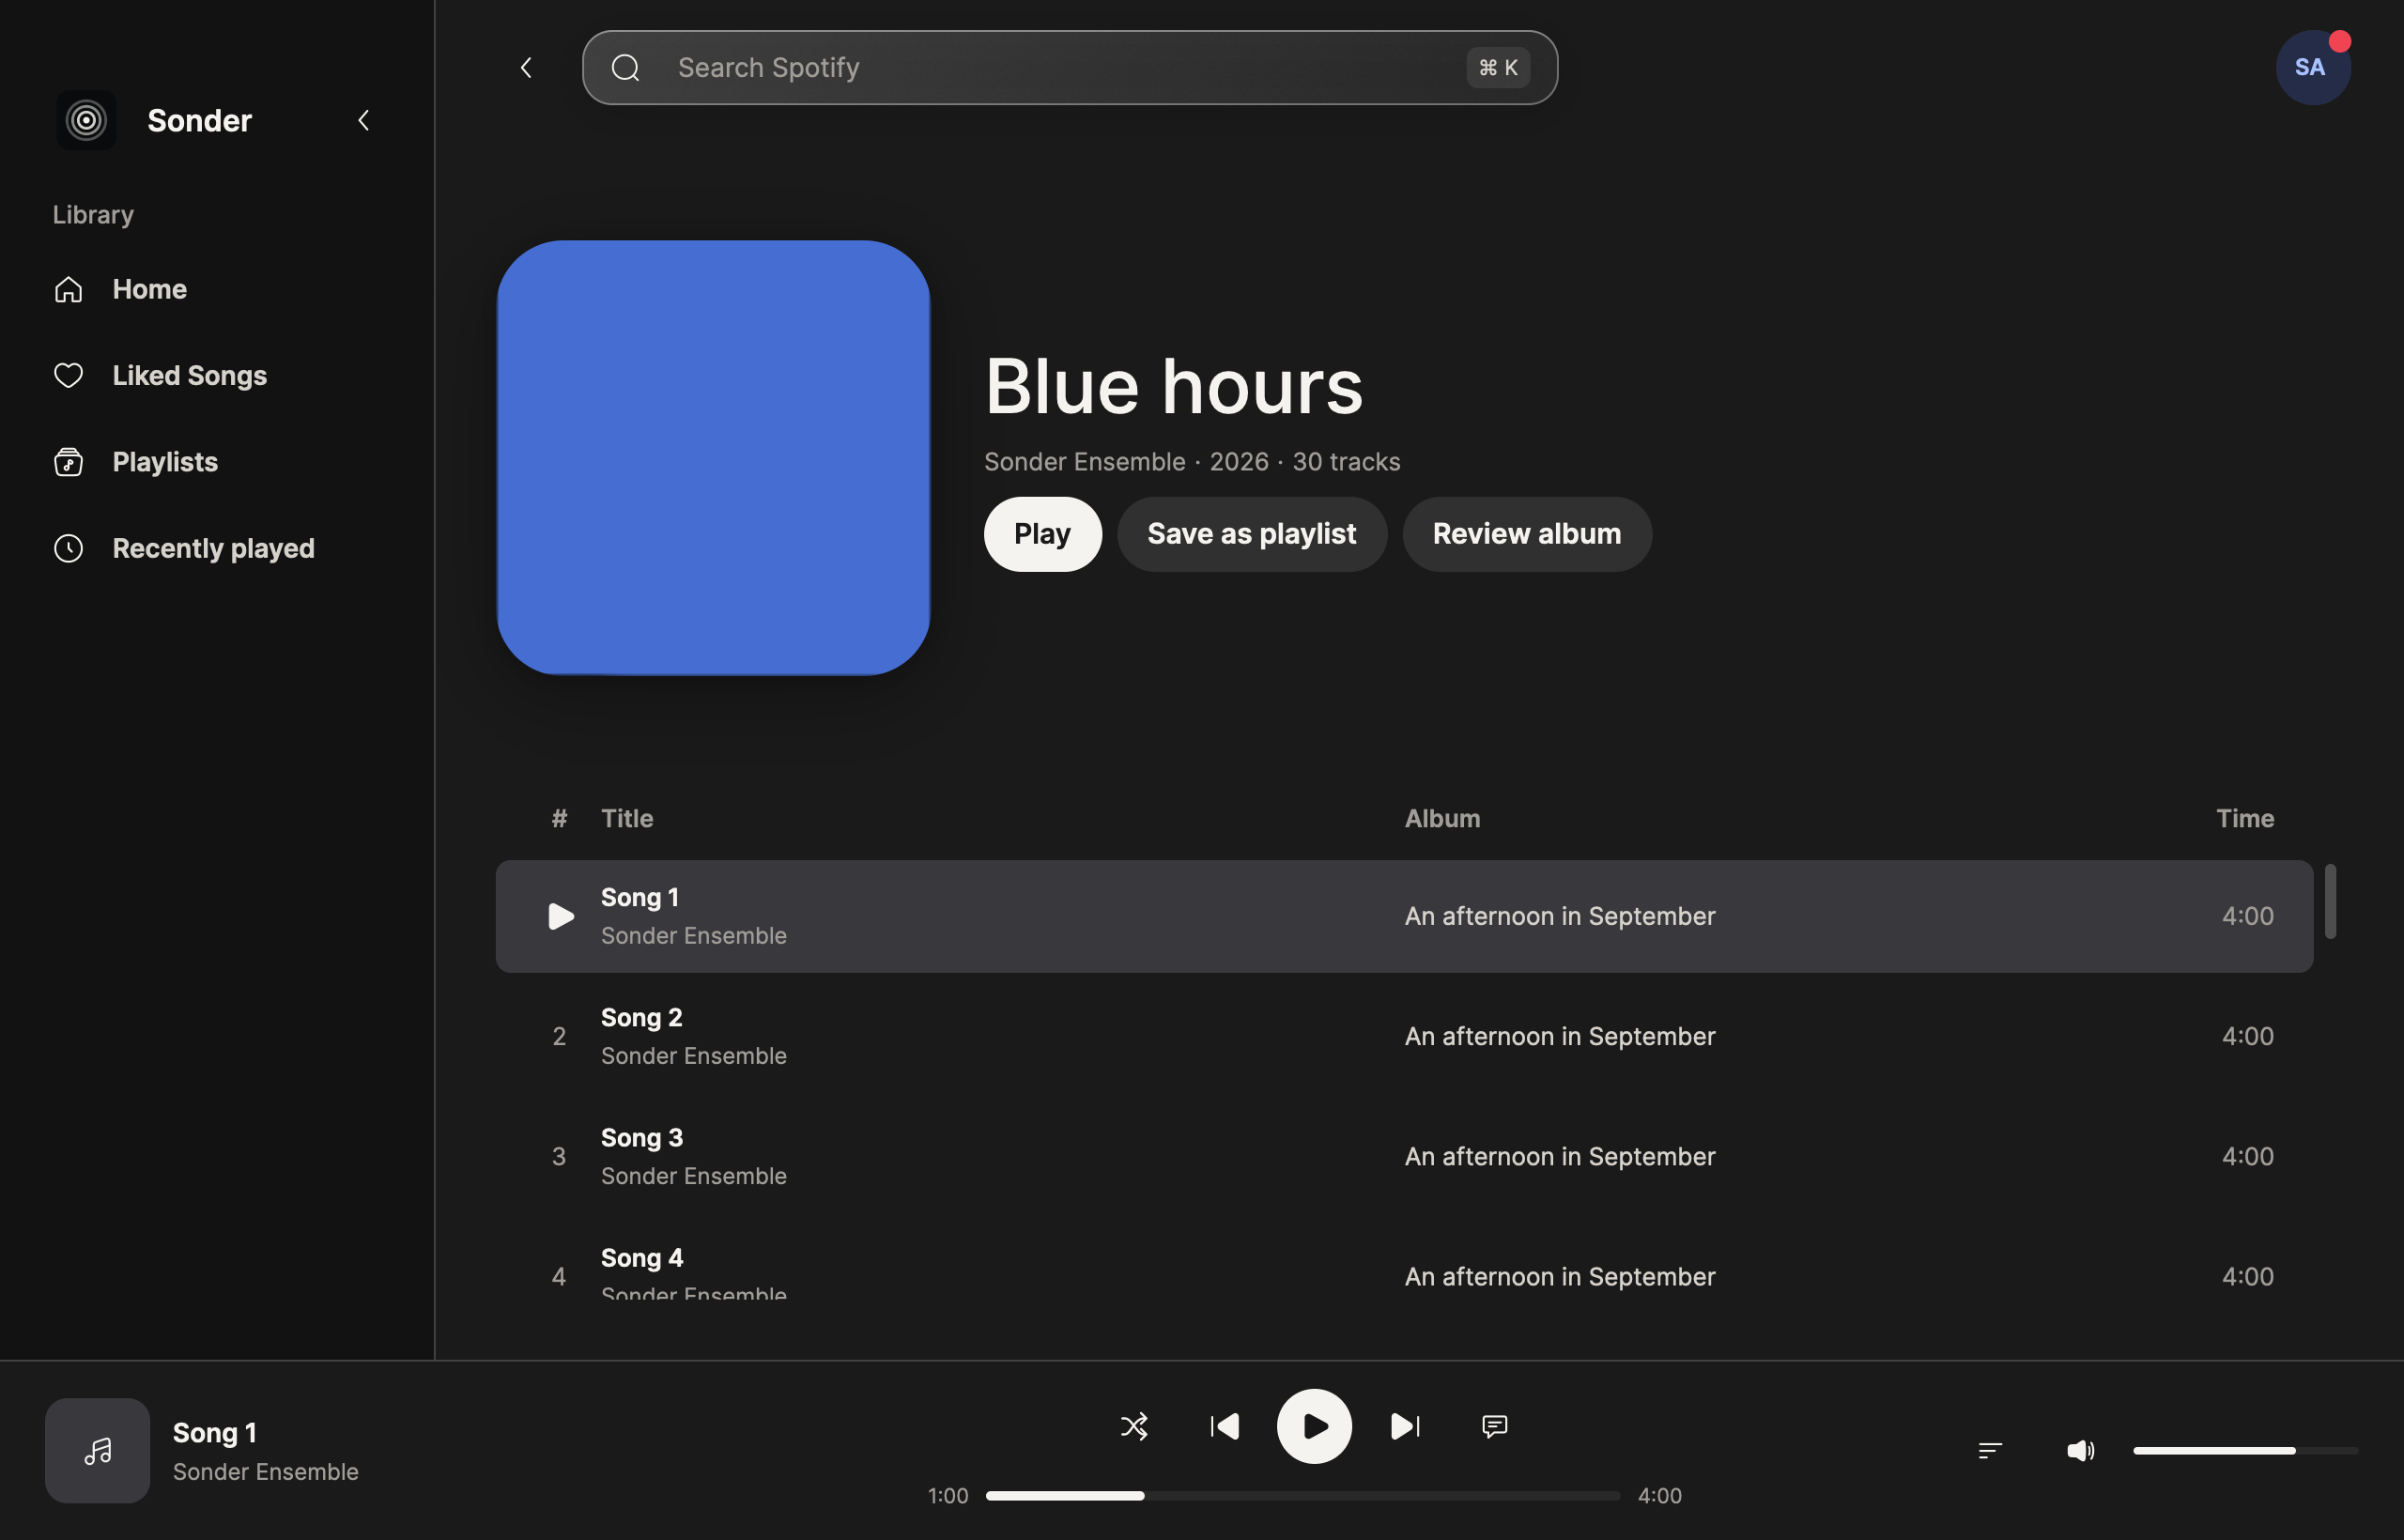 Sonder
Library
Home
Liked Songs
Playlists
Recently played
Search Spotify
⌘ K
SA
Blue hours
Sonder Ensemble · 2026 · 30 tracks
Play
Save as playlist
Review album
# Title Album Time
Song 1
Sonder Ensemble
An afternoon in September
4:00
2
Song 2
Sonder Ensemble
An afternoon in September
4:00
3
Song 3
Sonder Ensemble
An afternoon in September
4:00
4
Song 4
Sonder Ensemble
An afternoon in September
4:00
Song 1
Sonder Ensemble
1:00
4:00